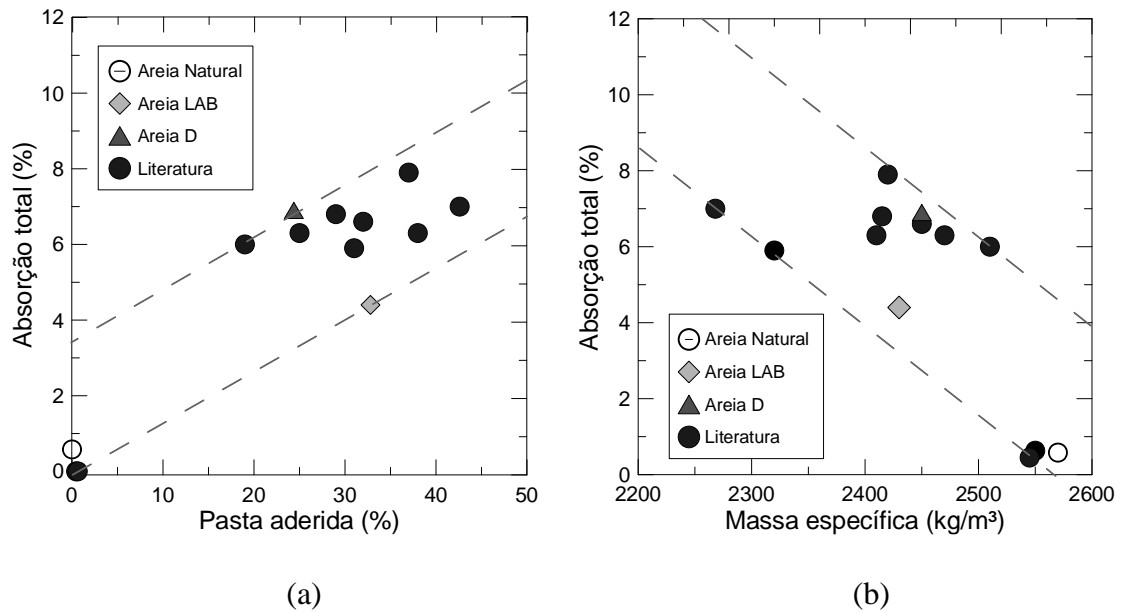 12
10
8
6
4
2
0
Absorção total (%)
Areia Natural
Areia LAB
Areia D
Literatura
0 10 20 30 40 50
Pasta aderida (%)
(a)
12
10
8
6
4
2
0
Absorção total (%)
Areia Natural
Areia LAB
Areia D
Literatura
2200 2300 2400 2500 2600
Massa específica (kg/m³)
(b)